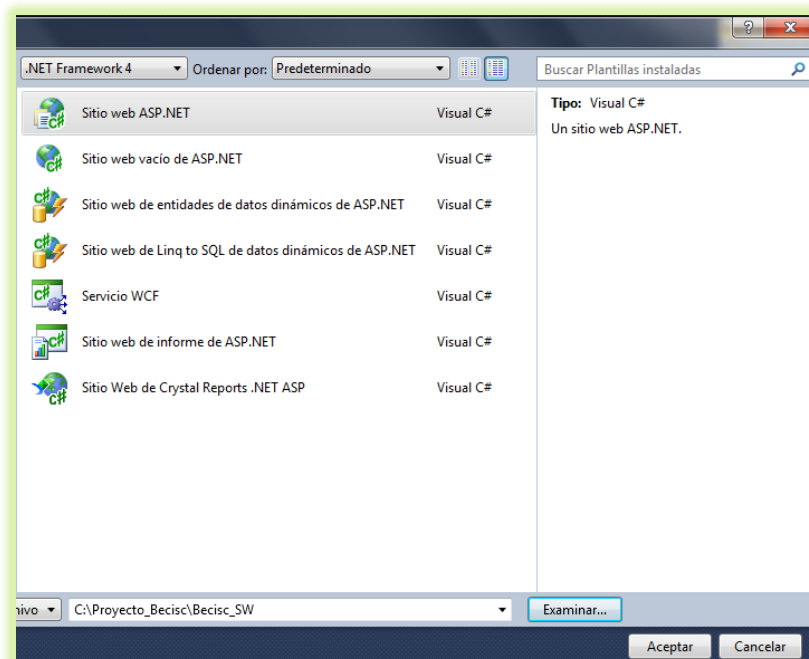 .NET Framework 4 Ordenar por: Predeterminado Buscar Plantillas instaladas
Sitio web ASP.NET Visual C#
Sitio web vacío de ASP.NET Visual C#
Sitio web de entidades de datos dinámicos de ASP.NET Visual C#
Sitio web de Linq to SQL de datos dinámicos de ASP.NET Visual C#
Servicio WCF Visual C#
Sitio web de informe de ASP.NET Visual C#
Sitio Web de Crystal Reports .NET ASP Visual C#
Tipo: Visual C#
Un sitio web ASP.NET.
hivo C:\Proyecto_Becisc\Becisc_SW Examinar...
Aceptar Cancelar